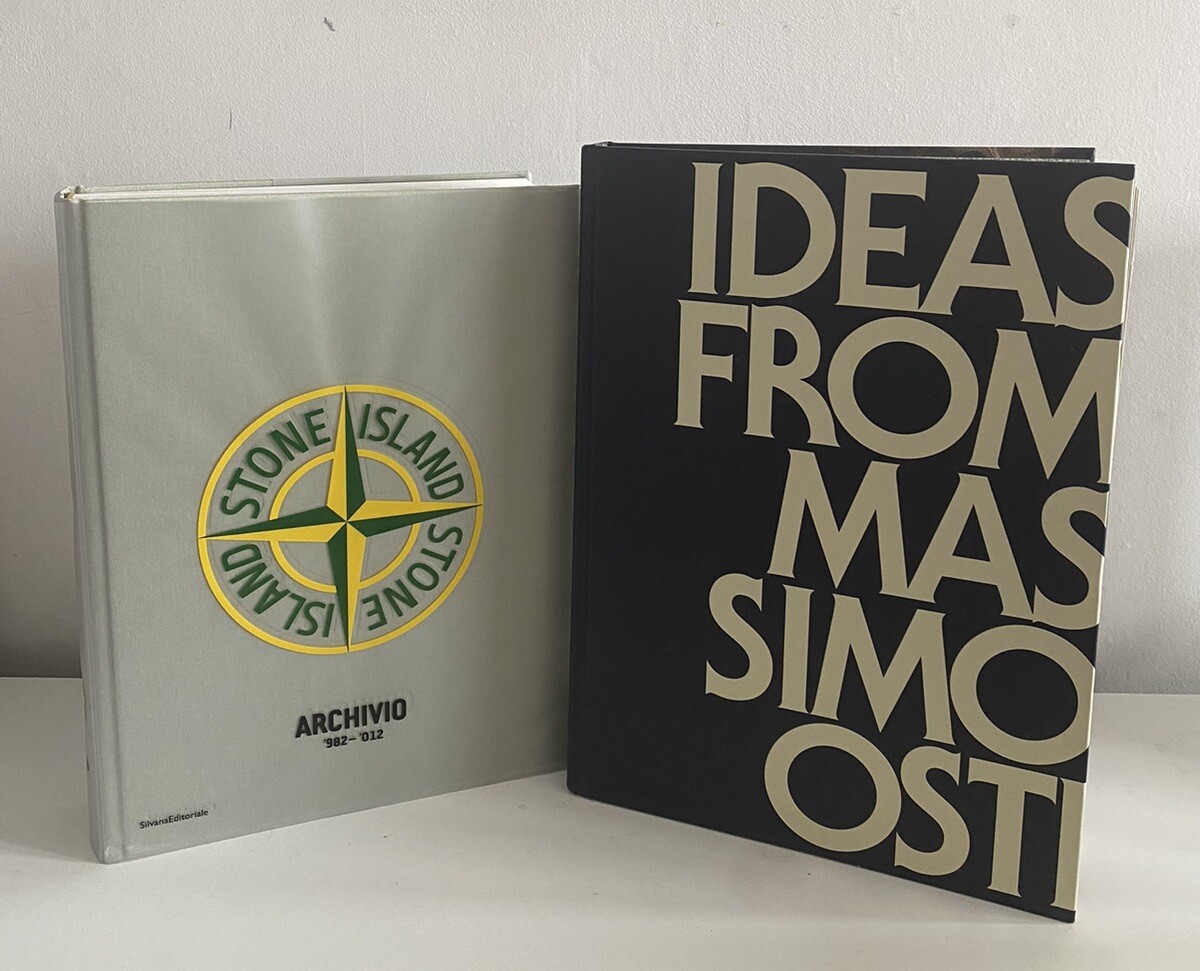 STONE ISLAND
STONE ISLAND
ARCHIVIO
'982–'012
SilvanaEditoriale
IDEAS
FROM
MAS
SIMO
OSTI